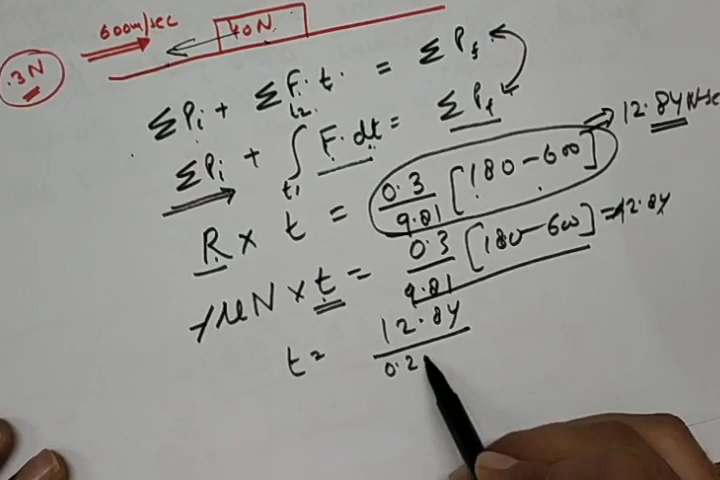 600m/sec
40N
.3N
ΣPi + ΣF.t. = ΣPf
ΣPi + ∫ F.dt = ΣPf
t2.
t1
R × t = 0.3/9.81 [180-600] → 12.84 N-sec
-μN × t = 0.3/9.81 [180-600] = -12.84
t = 12.84/0.2